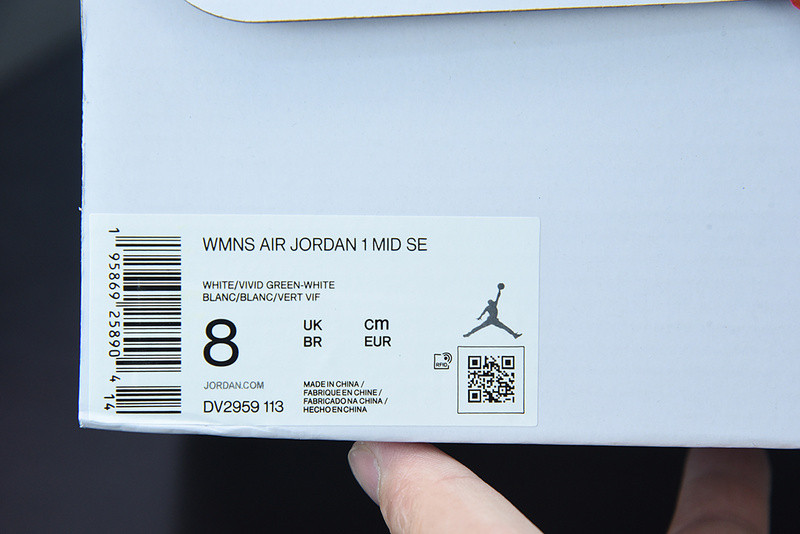 WMNS AIR JORDAN 1 MID SE
WHITE/VIVID GREEN-WHITE
BLANC/BLANC/VERT VIF
8
UK
BR
cm
EUR
JORDAN.COM
DV2959 113
MADE IN CHINA /
FABRIQUE EN CHINE /
FABRICADO NA CHINA /
HECHO EN CHINA
RFID
1 95869 25890 4 14